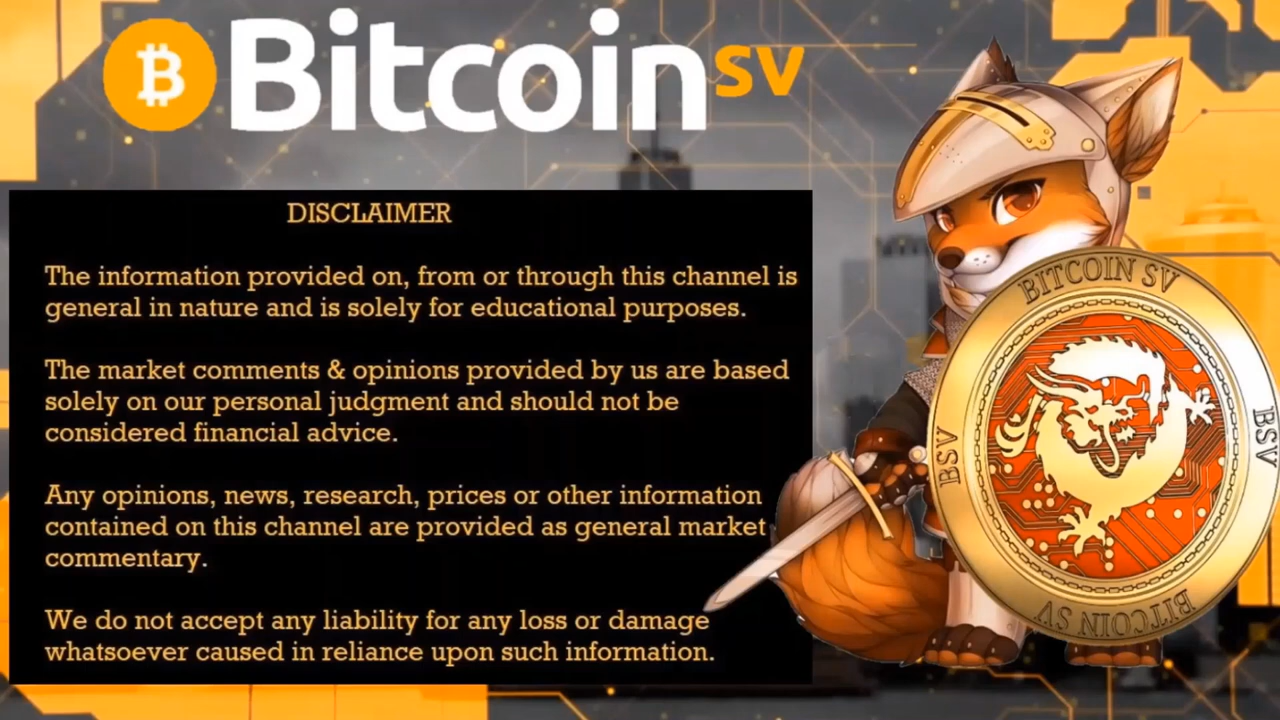 Bitcoin SV
DISCLAIMER
The information provided on, from or through this channel is
general in nature and is solely for educational purposes.
The market comments & opinions provided by us are based
solely on our personal judgment and should not be
considered financial advice.
Any opinions, news, research, prices or other information
contained on this channel are provided as general market
commentary.
We do not accept any liability for any loss or damage
whatsoever caused in reliance upon such information.
BITCOIN SV
BSV
BSV
BITCOIN SV